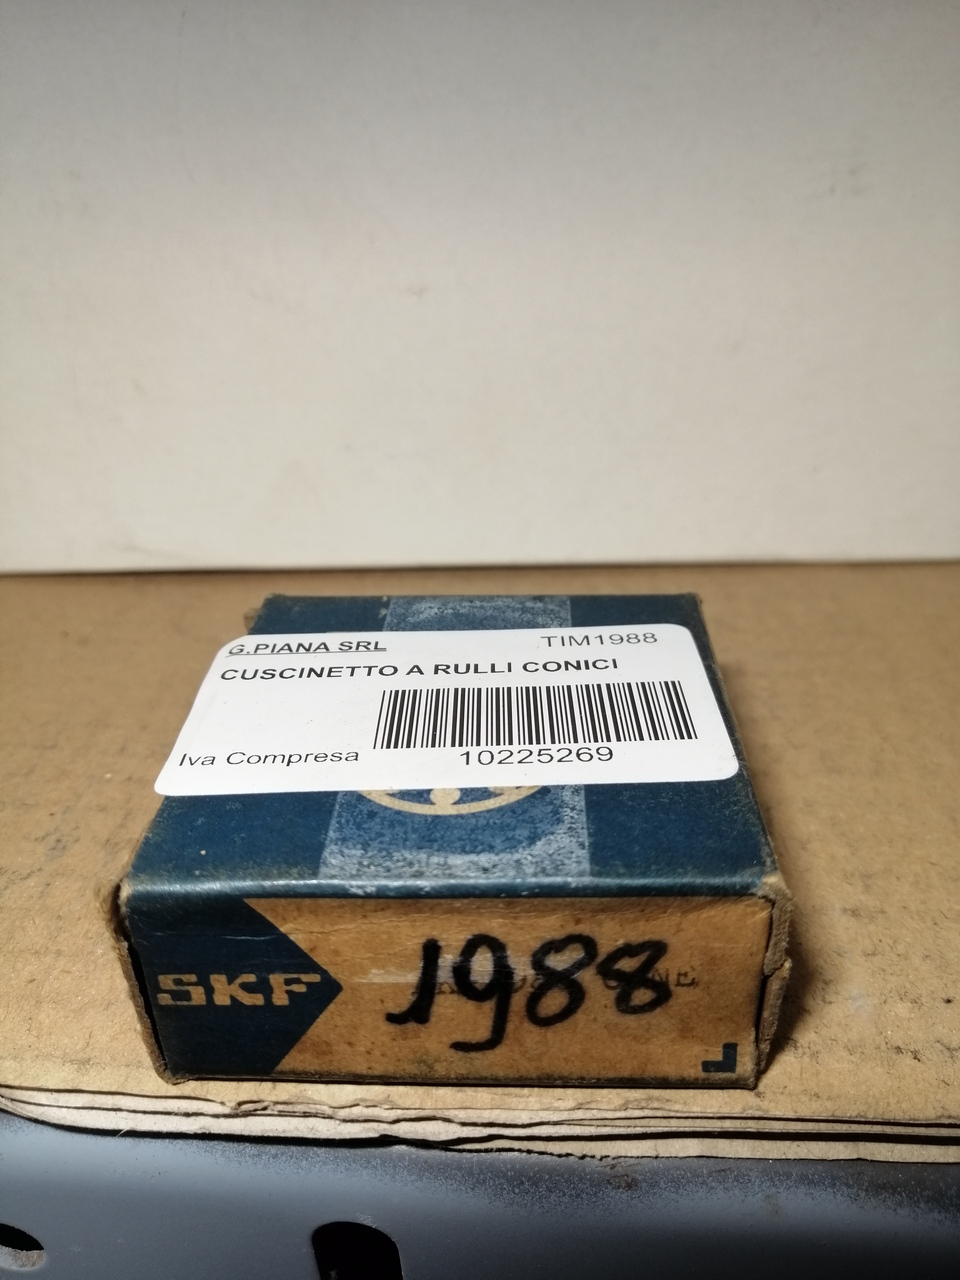 G.PIANA SRL TIM1988
CUSCINETTO A RULLI CONICI
Iva Compresa 10225269
SKF 1988